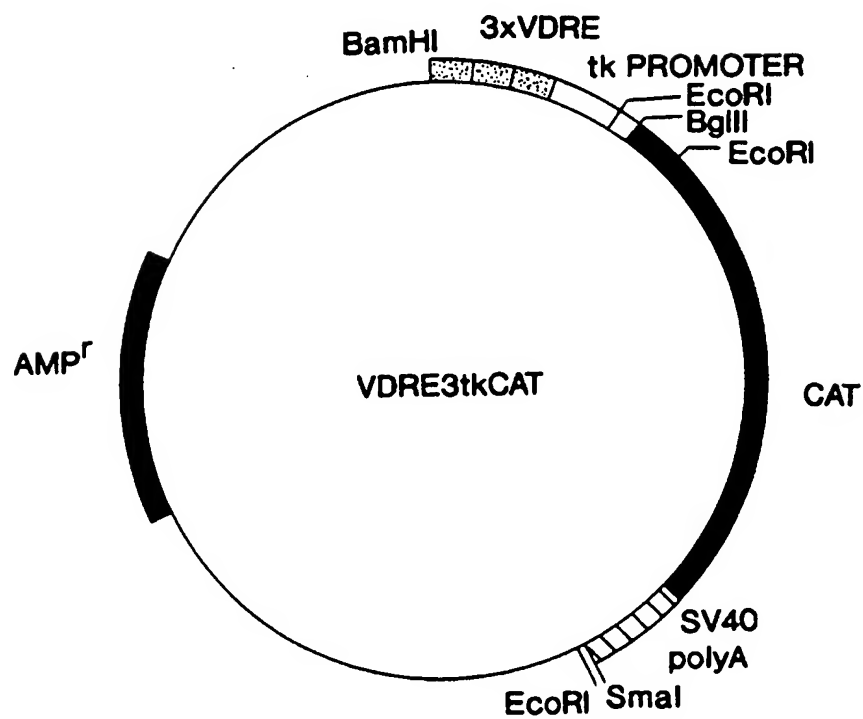 BamHI
3xVDRE
tk PROMOTER
EcoRI
BglII
EcoRI
AMPr
VDRE3tkCAT
CAT
SV40
polyA
EcoRI
SmaI